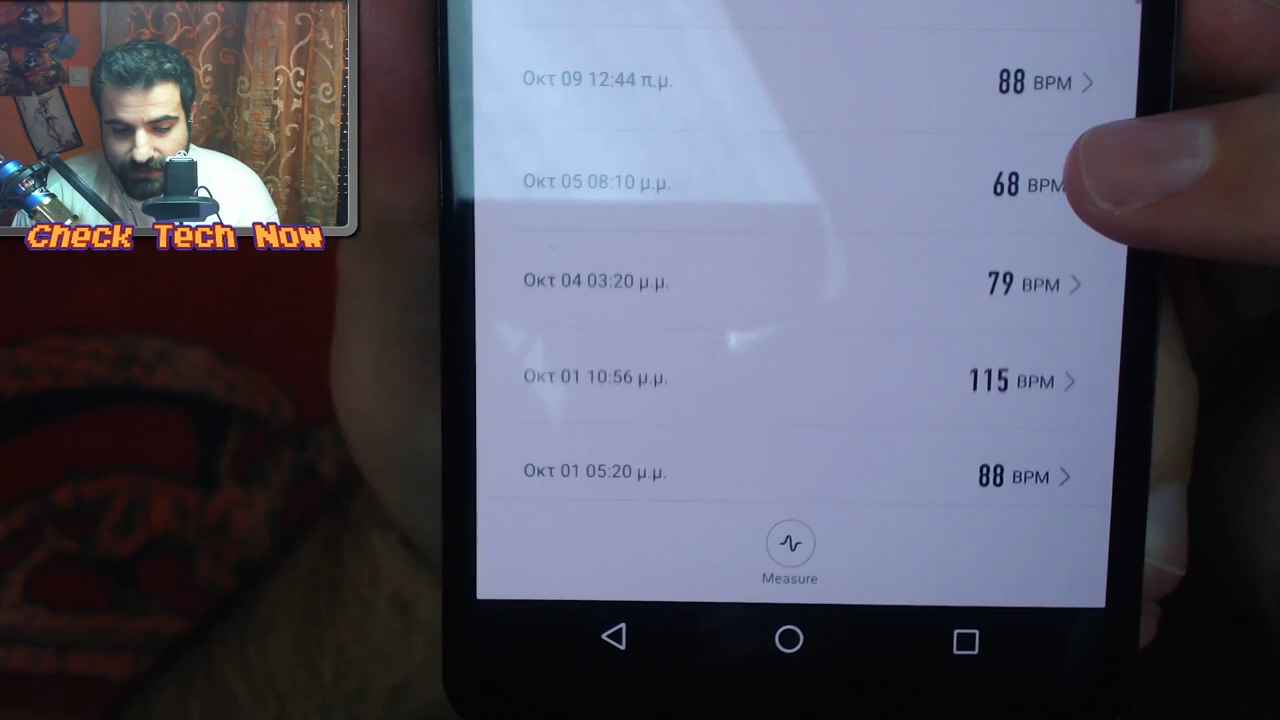 Check Tech Now
Οκτ 09 12:44 π.μ. 88 BPM
Οκτ 05 08:10 μ.μ. 68 BPM
Οκτ 04 03:20 μ.μ. 79 BPM
Οκτ 01 10:56 μ.μ. 115 BPM
Οκτ 01 05:20 μ.μ. 88 BPM
Measure